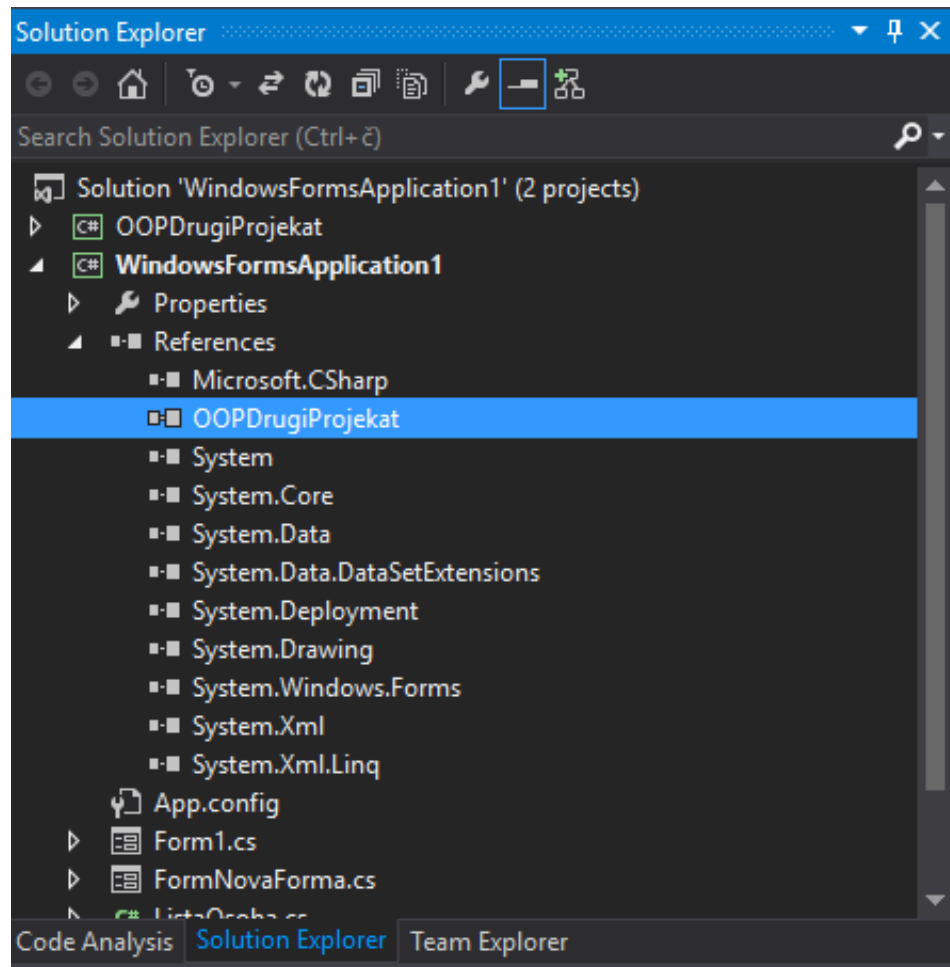 Solution Explorer
Search Solution Explorer (Ctrl+č)
Solution 'WindowsFormsApplication1' (2 projects)
C# OOPDrugiProjekat
C# WindowsFormsApplication1
Properties
References
Microsoft.CSharp
OOPDrugiProjekat
System
System.Core
System.Data
System.Data.DataSetExtensions
System.Deployment
System.Drawing
System.Windows.Forms
System.Xml
System.Xml.Linq
App.config
Form1.cs
FormNovaForma.cs
C# ListaOsoba.cs
Code Analysis Solution Explorer Team Explorer